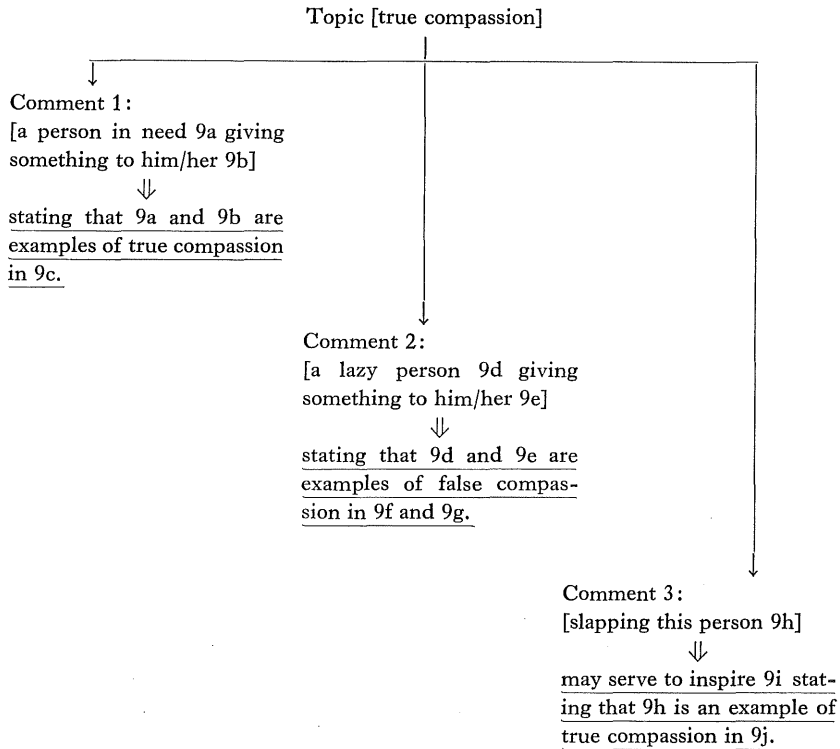 Topic [true compassion]
Comment 1:
[a person in need 9a giving
something to him/her 9b]
⇓
stating that 9a and 9b are
examples of true compassion
in 9c.
Comment 2:
[a lazy person 9d giving
something to him/her 9e]
⇓
stating that 9d and 9e are
examples of false compas-
sion in 9f and 9g.
Comment 3:
[slapping this person 9h]
⇓
may serve to inspire 9i stat-
ing that 9h is an example of
true compassion in 9j.